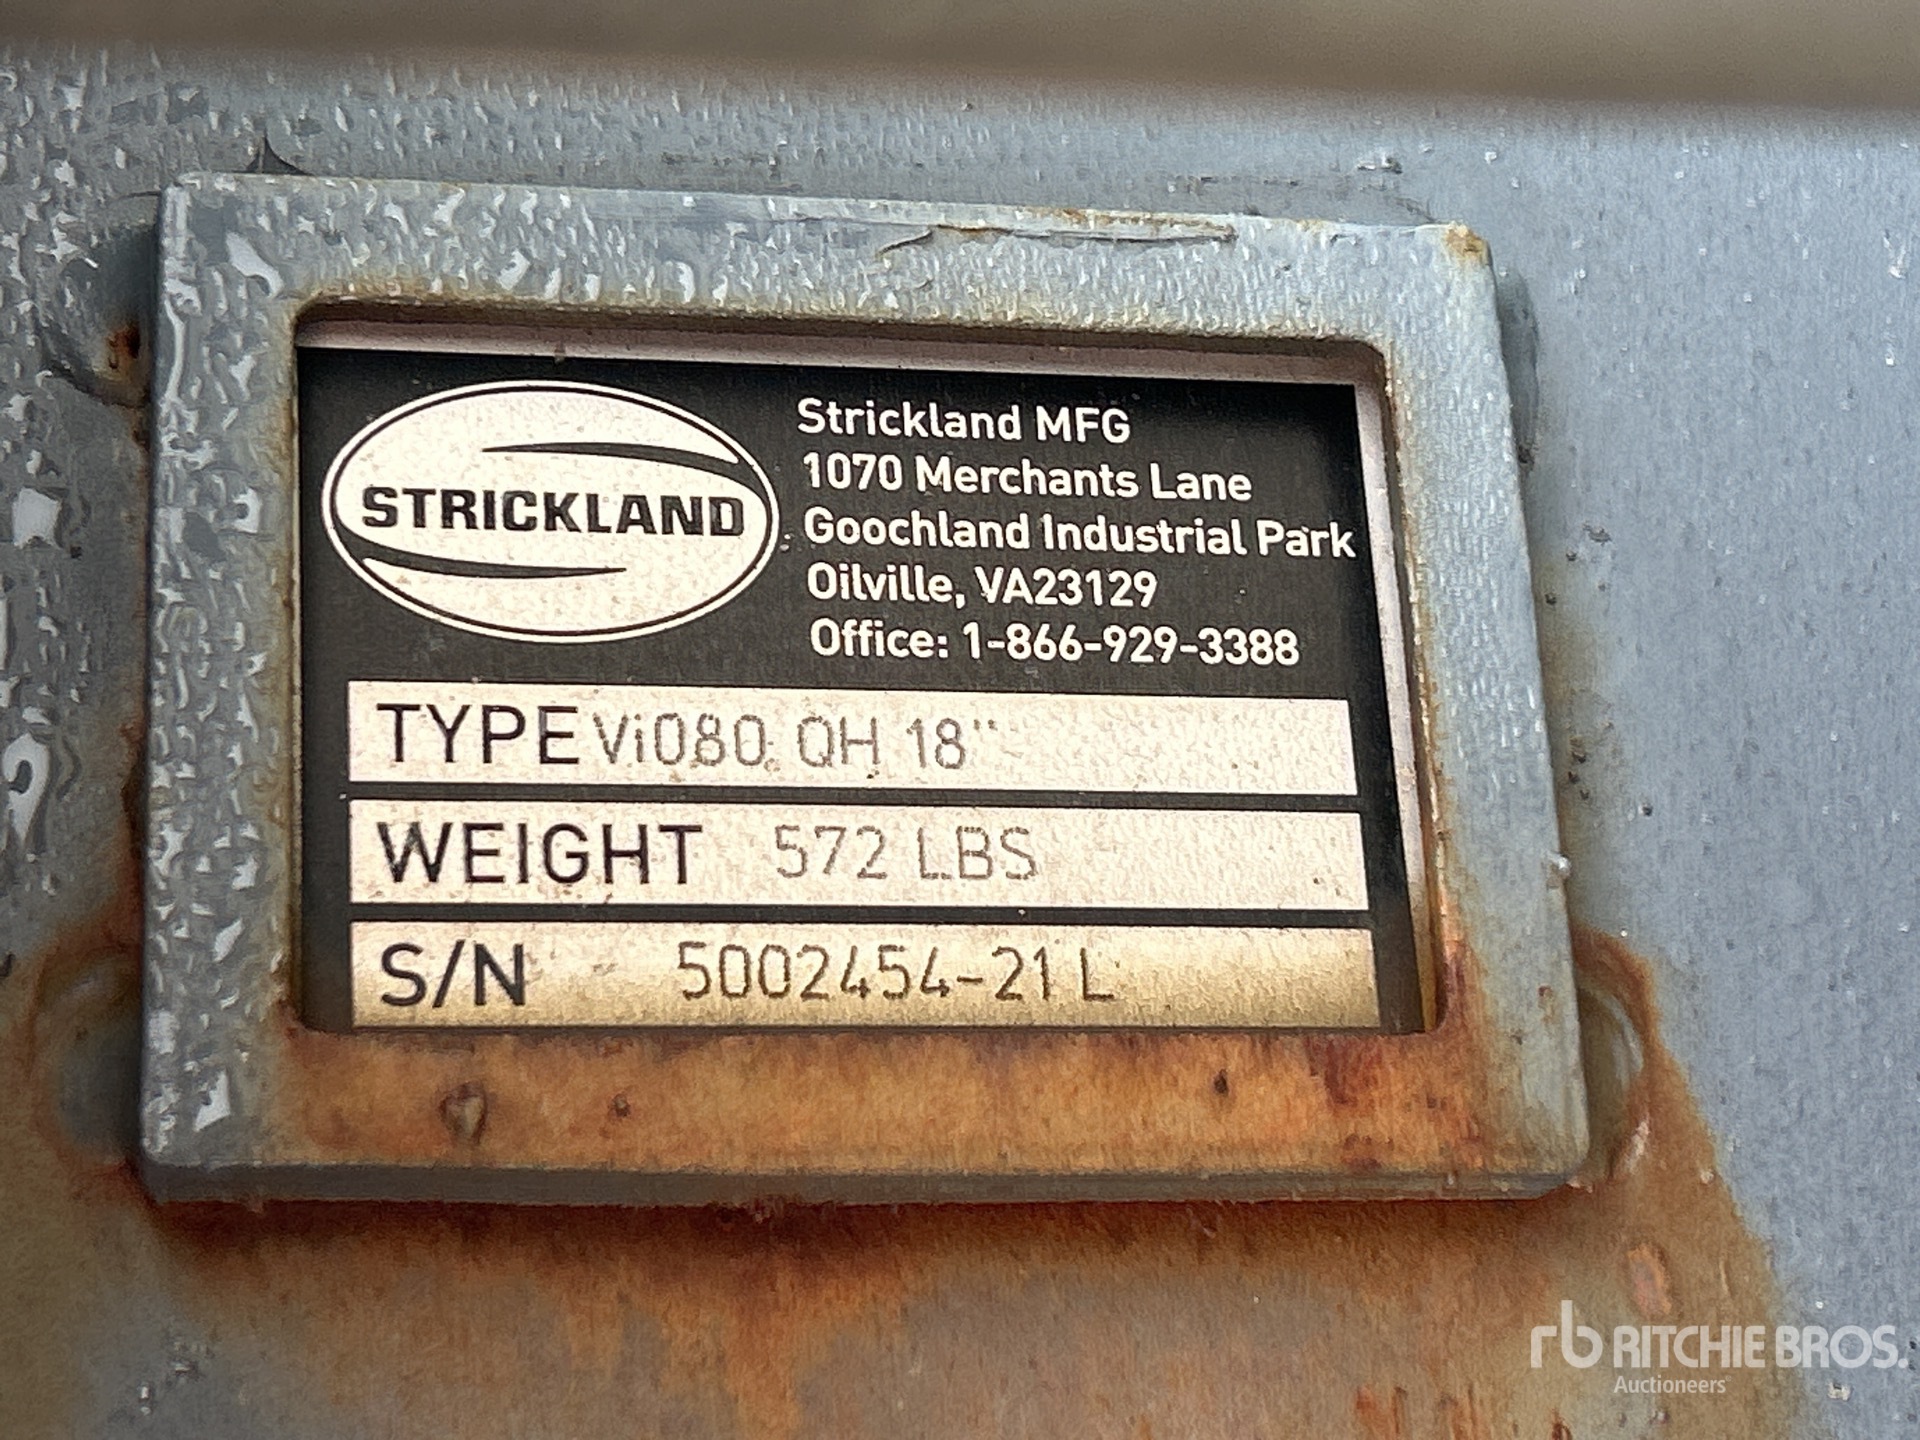 STRICKLAND
Strickland MFG
1070 Merchants Lane
Goochland Industrial Park
Oilville, VA23129
Office: 1-866-929-3388
TYPE Vi080 QH 18"
WEIGHT 572 LBS
S/N 5002454-21 L
rb RITCHIE BROS.
Auctioneers